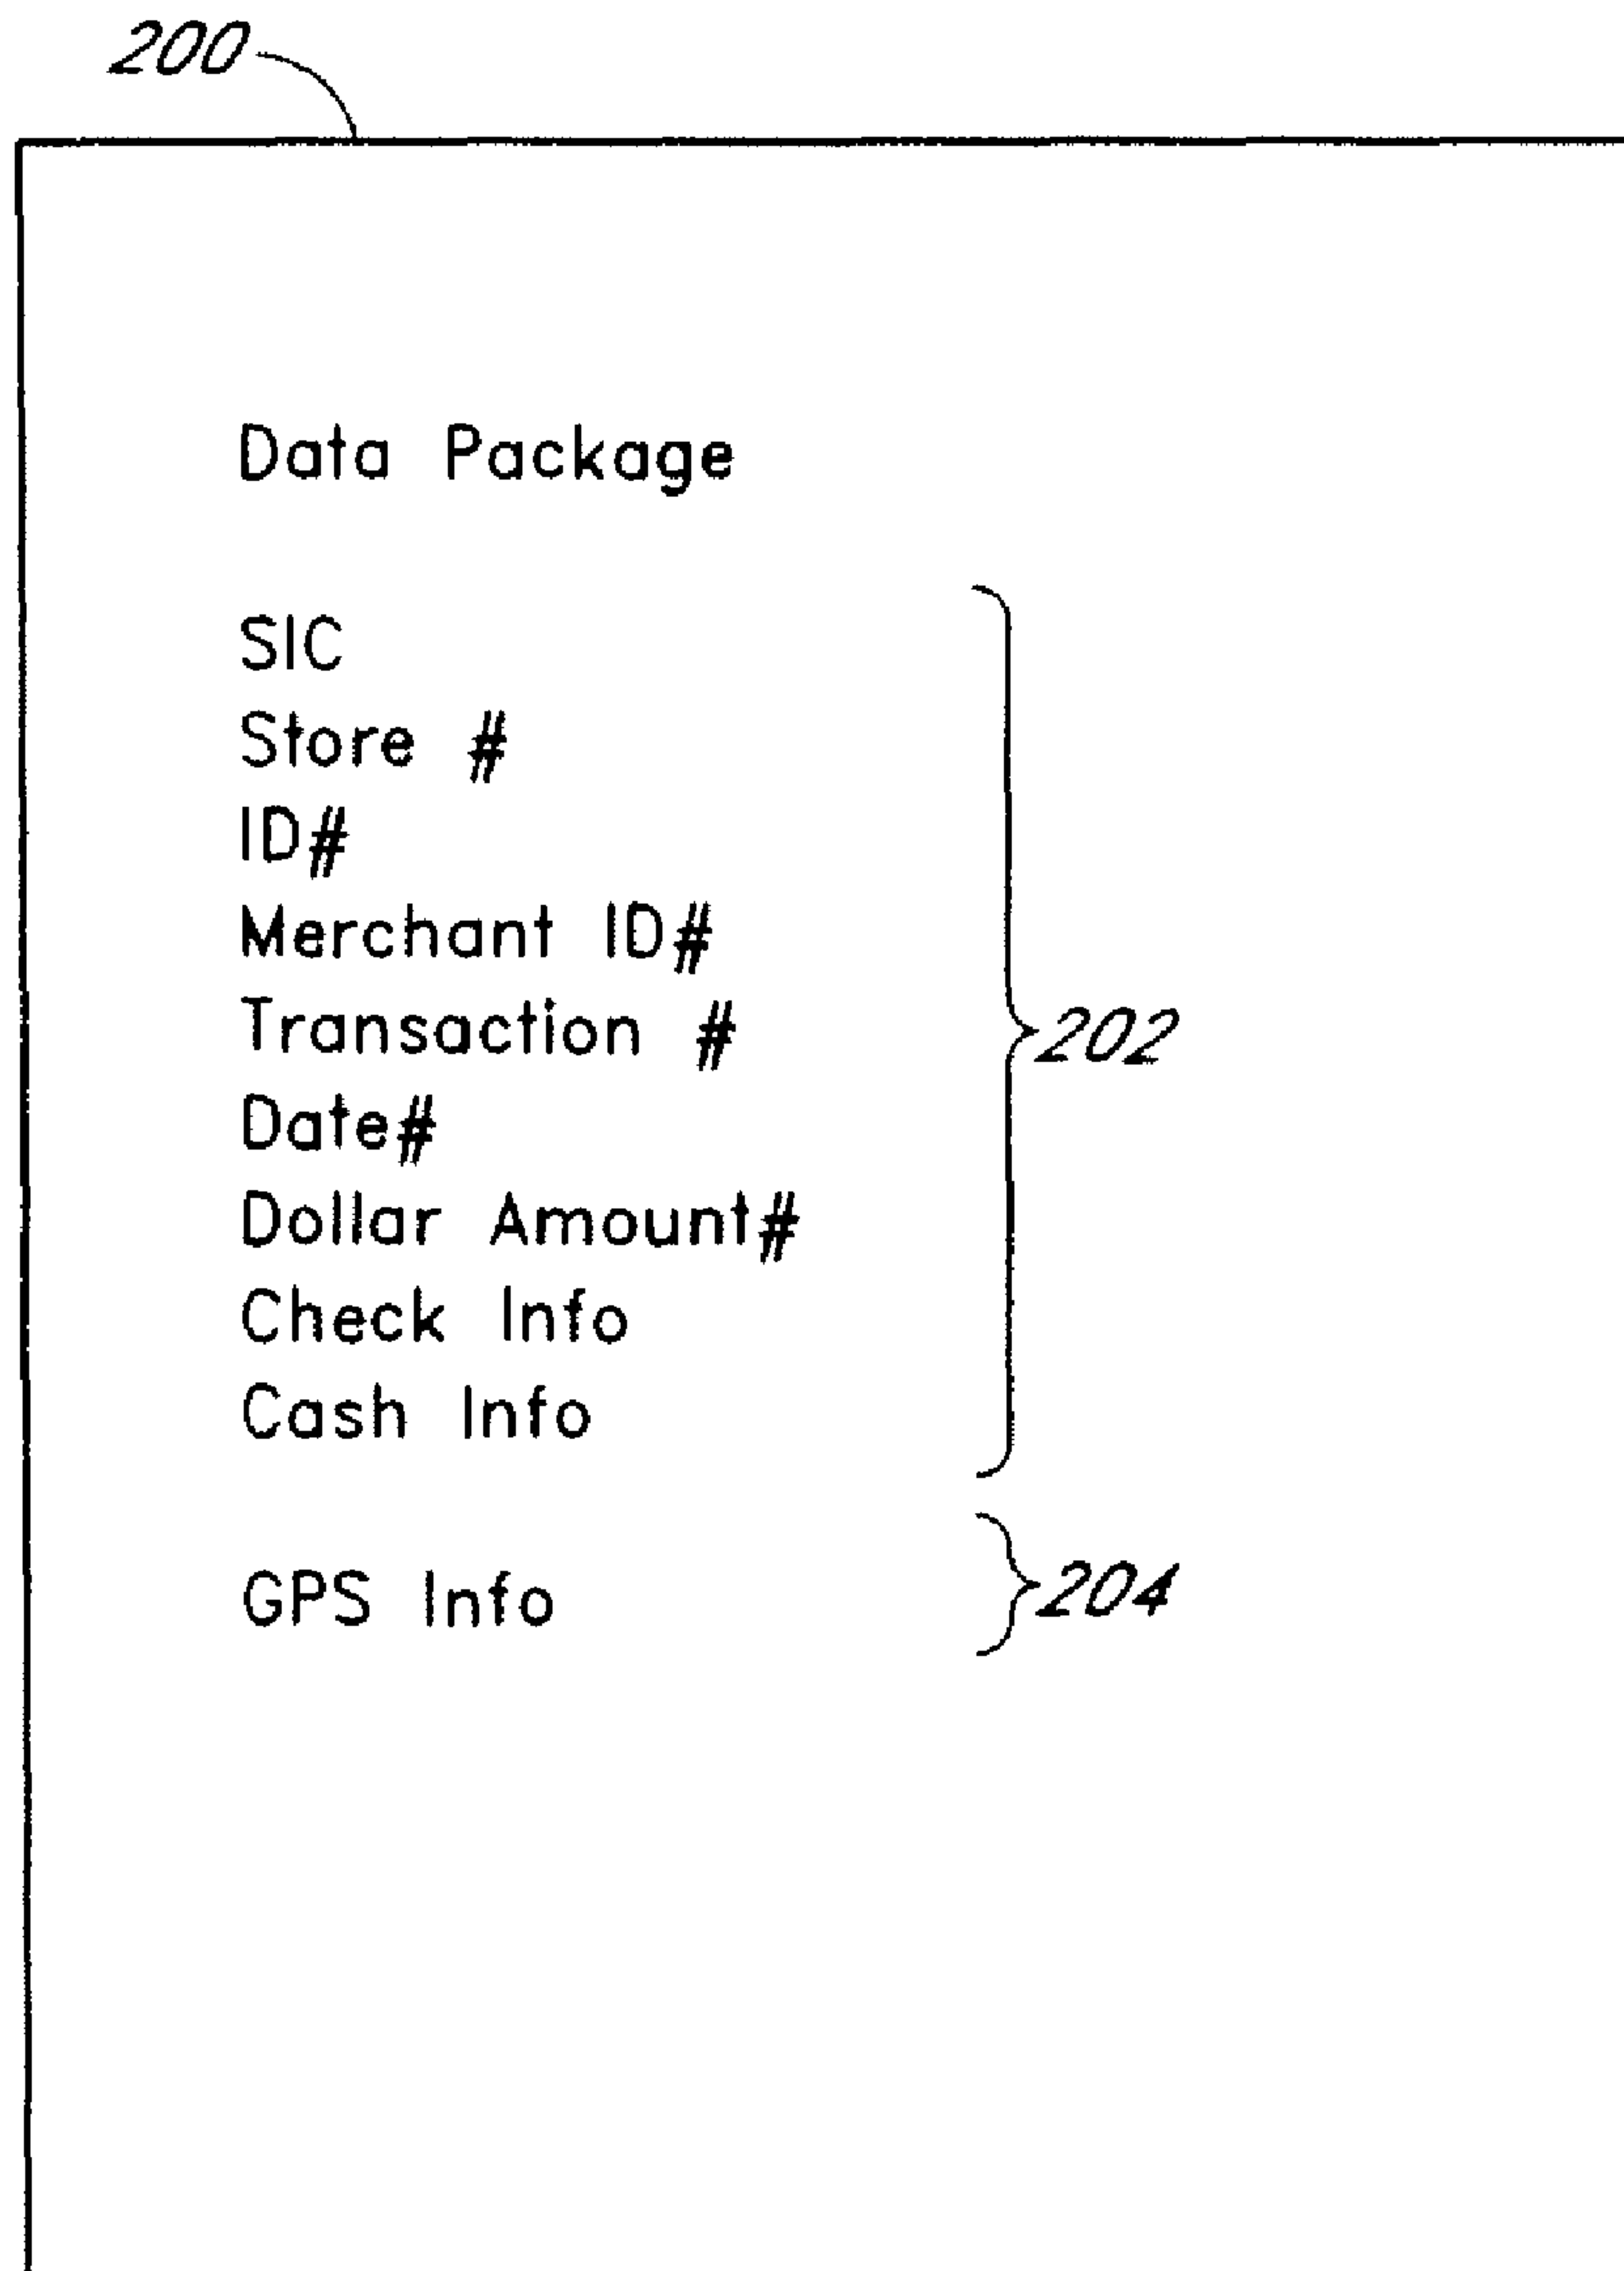 200
Data Package
SIC
Store #
ID#
Merchant ID#
Transaction #
202
Date#
Dollar Amount#
Check Info
Cash Info
GPS Info
204